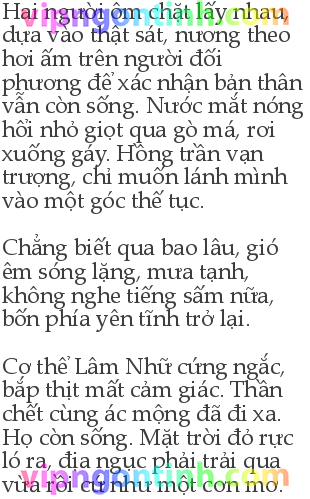 Hai người ôm chặt lấy nhau,
dựa vào thật sát, nương theo
hơi ấm trên người đối
phương để xác nhận bản thân
vẫn còn sống. Nước mắt nóng
hổi nhỏ giọt qua gò má, rơi
xuống gáy. Hồng trần vạn
trượng, chỉ muốn lánh mình
vào một góc thế tục.
Chẳng biết qua bao lâu, gió
êm sóng lặng, mưa tạnh,
không nghe tiếng sấm nữa,
bốn phía yên tĩnh trở lại.
Cơ thể Lâm Nhữ cứng ngắc,
bắp thịt mất cảm giác. Thần
chết cùng ác mộng đã đi xa.
Họ còn sống. Mặt trời đỏ rực
ló ra, địa ngục phải trải qua
vừa rồi cứ như một cơn mơ.
vipngontinh.com
vipngontinh.com